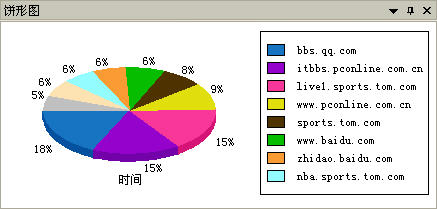 饼形图
6%
6%
8%
6%
9%
6%
5%
15%
18%
15%
时间
bbs.qq.com
itbbs.pconline.com.cn
live1.sports.tom.com
www.pconline.com.cn
sports.tom.com
www.baidu.com
zhidao.baidu.com
nba.sports.tom.com